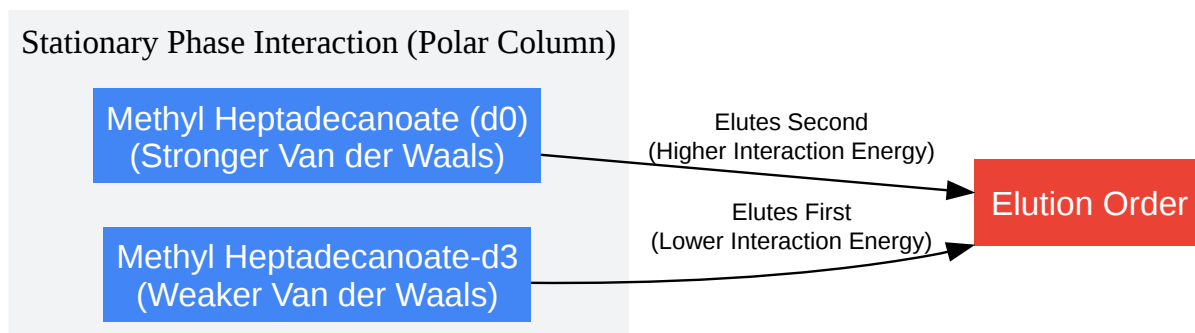 Stationary Phase Interaction (Polar Column)
Methyl Heptadecanoate (d0)
(Stronger Van der Waals)
Elutes Second
(Higher Interaction Energy)
Elution Order
Methyl Heptadecanoate-d3
(Weaker Van der Waals)
Elutes First
(Lower Interaction Energy)